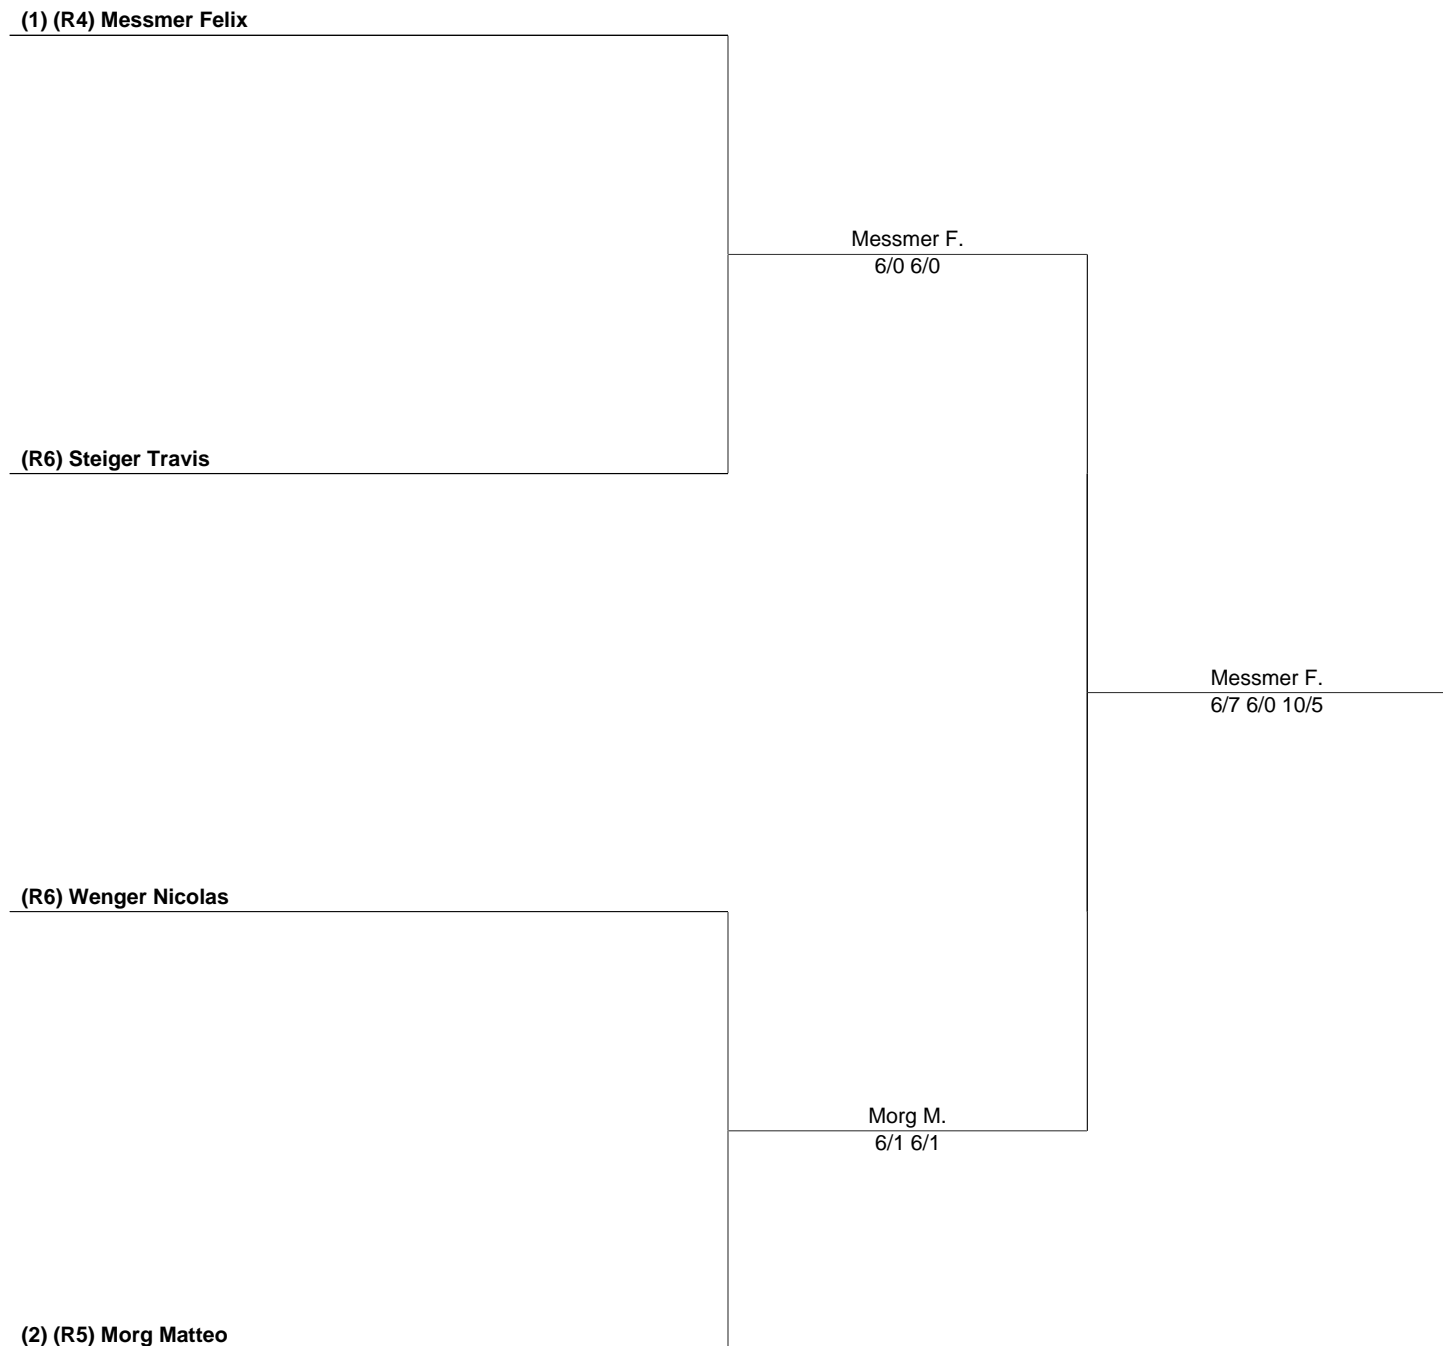 (1) (R4) Messmer Felix
Messmer F.
6/0 6/0
(R6) Steiger Travis
Messmer F.
6/7 6/0 10/5
(R6) Wenger Nicolas
Morg M.
6/1 6/1
(2) (R5) Morg Matteo